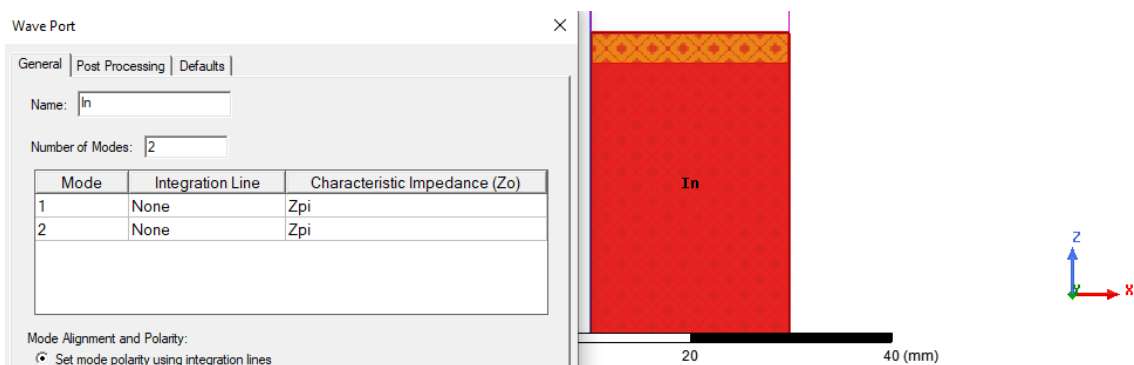 Wave Port
General Post Processing Defaults
Name: In
Number of Modes: 2
Mode Integration Line Characteristic Impedance (Zo)
1 None Zpi
2 None Zpi
Mode Alignment and Polarity:
Set mode polarity using integration lines
In
Z
Y
X
20 40 (mm)